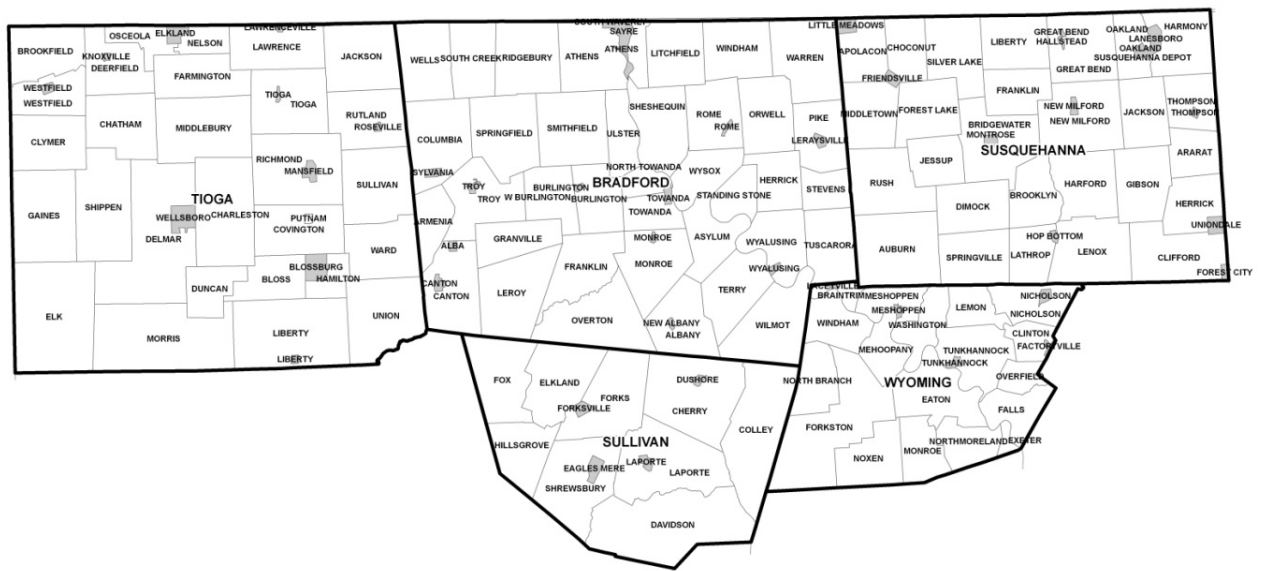 BROOKFIELD
OSCEOLA
ELKLAND
NELSON
LAWRENCEVILLE
LAWRENCE
JACKSON
KNOXVILLE
DEERFIELD
FARMINGTON
WESTFIELD
WESTFIELD
TIOGA
TIOGA
CHATHAM
MIDDLEBURY
RUTLAND
ROSEVILLE
CLYMER
RICHMOND
MANSFIELD
SULLIVAN
TIOGA
GAINES
SHIPPEN
WELLSBORO
CHARLESTON
PUTNAM
COVINGTON
DELMAR
WARD
BLOSSBURG
BLOSS
HAMILTON
DUNCAN
ELK
MORRIS
LIBERTY
UNION
LIBERTY
SOUTH WAVERLY
SAYRE
ATHENS
WELLS
SOUTH CREEK
RIDGEBURY
ATHENS
LITCHFIELD
WINDHAM
WARREN
SHESHEQUIN
ROME
ROME
ORWELL
PIKE
LERAYSVILLE
COLUMBIA
SPRINGFIELD
SMITHFIELD
ULSTER
SYLVANIA
NORTH TOWANDA
WYSOX
HERRICK
TROY
TROY
BURLINGTON
W BURLINGTON
BURLINGTON
BRADFORD
TOWANDA
TOWANDA
STANDING STONE
STEVENS
ARMENIA
ALBA
GRANVILLE
MONROE
MONROE
ASYLUM
WYALUSING
TUSCARORA
FRANKLIN
WYALUSING
CANTON
CANTON
LEROY
TERRY
OVERTON
NEW ALBANY
ALBANY
WILMOT
LITTLE MEADOWS
APOLACON
CHOCONUT
SILVER LAKE
LIBERTY
GREAT BEND
HALLSTEAD
GREAT BEND
OAKLAND
LANESBORO
OAKLAND
SUSQUEHANNA DEPOT
HARMONY
FRIENDSVILLE
FRANKLIN
MIDDLETOWN
FOREST LAKE
NEW MILFORD
NEW MILFORD
JACKSON
THOMPSON
THOMPSON
BRIDGEWATER
MONTROSE
SUSQUEHANNA
JESSUP
ARARAT
RUSH
BROOKLYN
HARFORD
GIBSON
DIMOCK
HERRICK
UNIONDALE
AUBURN
SPRINGVILLE
LATHROP
HOP BOTTOM
LENOX
CLIFFORD
FOREST CITY
FOX
ELKLAND
FORKS
FORKSVILLE
DUSHORE
CHERRY
COLLEY
HILLSGROVE
SULLIVAN
EAGLES MERE
LAPORTE
LAPORTE
SHREWSBURY
DAVIDSON
LACEYVILLE
BRAINTRIM
MESHOPPEN
MESHOPPEN
WASHINGTON
LEMON
NICHOLSON
NICHOLSON
WINDHAM
CLINTON
FACTORYVILLE
MEHOOPANY
TUNKHANNOCK
TUNKHANNOCK
NORTH BRANCH
WYOMING
OVERFIELD
EATON
FALLS
FORKSTON
NOXEN
MONROE
NORTHMORELAND
EXETER